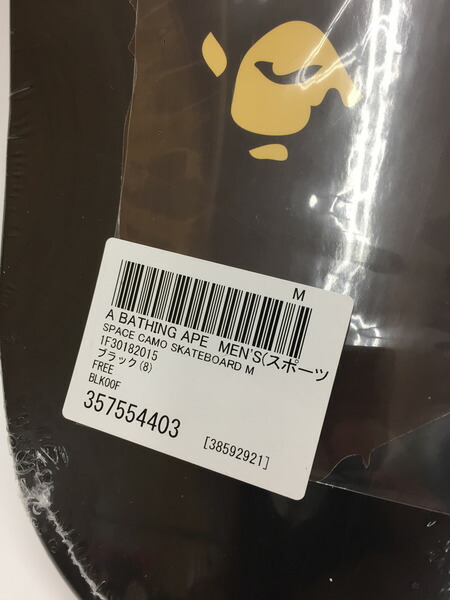 M
A BATHING APE MEN'S(スポーツ
SPACE CAMO SKATEBOARD M
1F30182015
ブラック(8)
FREE
BLK00F
357554403
[38592921]